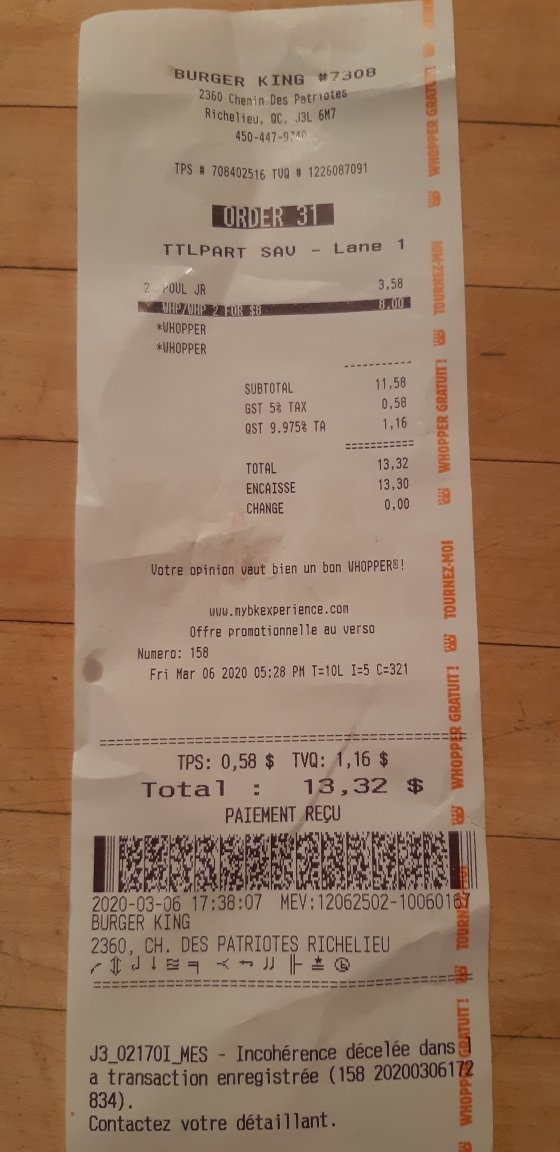 BURGER KING #7308
2360 Chemin Des Patriotes
Richelieu, QC. J3L 6M7
TPS # 708402516 TVQ # 1226087091
ORDER 31
TTLPART SAV - Lane 1
2 POUL JR 3,58
WHP/WHP 2 FOR $8 8,00
*WHOPPER
*WHOPPER
-----------
SUBTOTAL 11,58
GST 5% TAX 0,58
QST 9.975% TA 1,16
===========
TOTAL 13,32
ENCAISSE 13,30
CHANGE 0,00
Votre opinion vaut bien un bon WHOPPER®!
www.mybkexperience.com
Offre promotionnelle au verso
Numero: 158
Fri Mar 06 2020 05:28 PM T=10L I=5 C=321
TPS: 0,58 $ TVQ: 1,16 $
Total : 13,32 $
PAIEMENT REÇU
2020-03-06 17:38:07 MEV:12062502-10060167
BURGER KING
2360, CH. DES PATRIOTES RICHELIEU
J3_02170I_MES - Incohérence décelée dans l
a transaction enregistrée (158 20200306172
834).
Contactez votre détaillant.
WHOPPER GRATUIT!
TOURNEZ-MOI
WHOPPER GRATUIT!
TOURNEZ-MOI
WHOPPER GRATUIT!